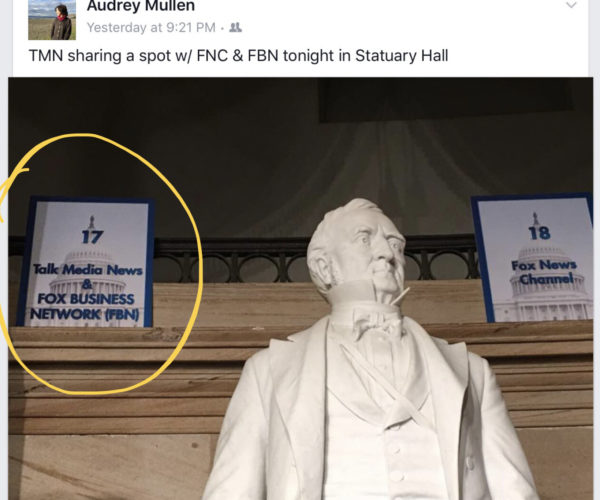 Audrey Mullen
Yesterday at 9:21 PM ·
TMN sharing a spot w/ FNC & FBN tonight in Statuary Hall
17
Talk Media News
&
FOX BUSINESS
NETWORK (FBN)
18
Fox News
Channel